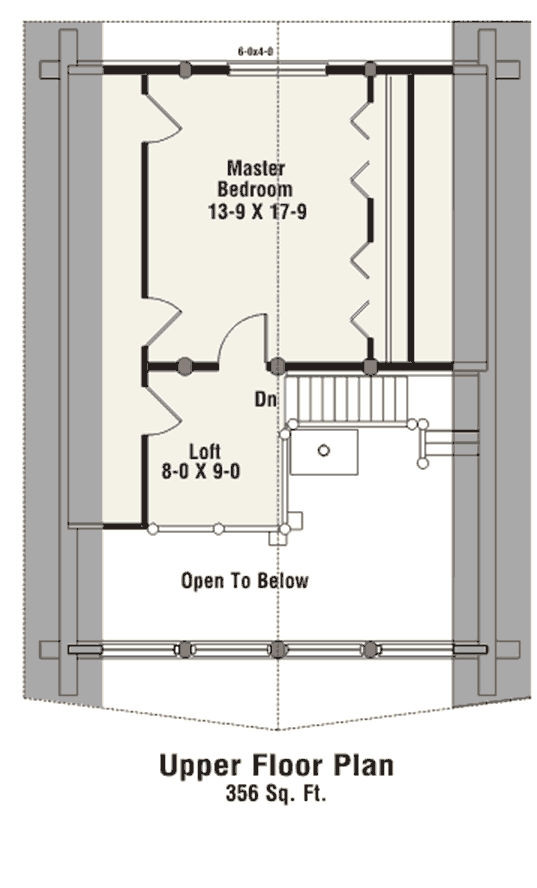 6-0x4-0
Master
Bedroom
13-9 X 17-9
Dn
Loft
8-0 X 9-0
Open To Below
Upper Floor Plan
356 Sq. Ft.